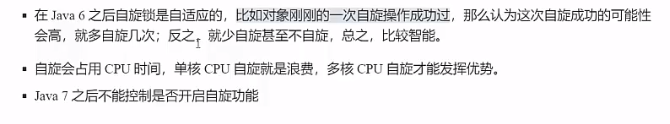 在 Java 6 之后自旋锁是自适应的，比如对象刚刚的一次自旋操作成功过，那么认为这次自旋成功的可能性
会高，就多自旋几次；反之，就少自旋甚至不自旋，总之，比较智能。
自旋会占用 CPU 时间，单核 CPU 自旋就是浪费，多核 CPU 自旋才能发挥优势。
Java 7 之后不能控制是否开启自旋功能